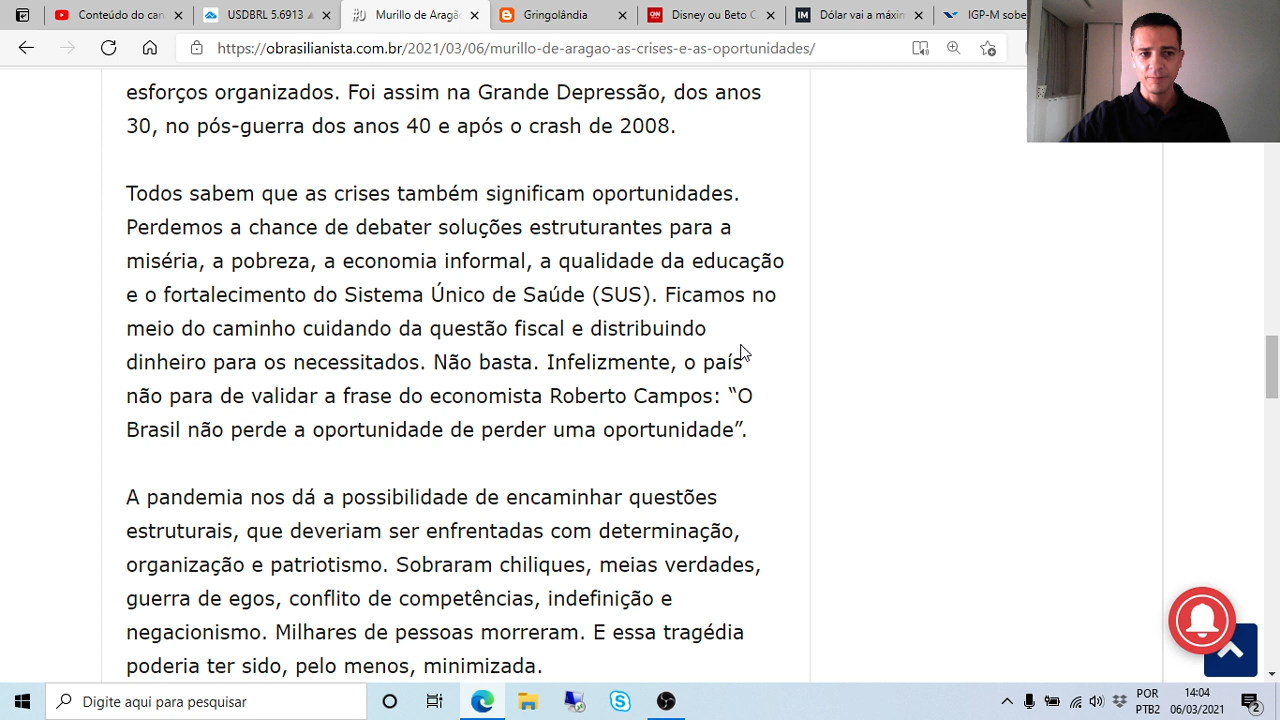 Conteúdo do can
USDBRL 5.6913
Murillo de Aragã
Gringolândia
Disney ou Beto C
Dólar vai a máxin
IGP-M sobe
https://obrasilianista.com.br/2021/03/06/murillo-de-aragao-as-crises-e-as-oportunidades/
esforços organizados. Foi assim na Grande Depressão, dos anos
30, no pós-guerra dos anos 40 e após o crash de 2008.
Todos sabem que as crises também significam oportunidades.
Perdemos a chance de debater soluções estruturantes para a
miséria, a pobreza, a economia informal, a qualidade da educação
e o fortalecimento do Sistema Único de Saúde (SUS). Ficamos no
meio do caminho cuidando da questão fiscal e distribuindo
dinheiro para os necessitados. Não basta. Infelizmente, o país
não para de validar a frase do economista Roberto Campos: “O
Brasil não perde a oportunidade de perder uma oportunidade”.
A pandemia nos dá a possibilidade de encaminhar questões
estruturais, que deveriam ser enfrentadas com determinação,
organização e patriotismo. Sobraram chiliques, meias verdades,
guerra de egos, conflito de competências, indefinição e
negacionismo. Milhares de pessoas morreram. E essa tragédia
poderia ter sido, pelo menos, minimizada.
Digite aqui para pesquisar
POR
PTB2
14:04
06/03/2021
2